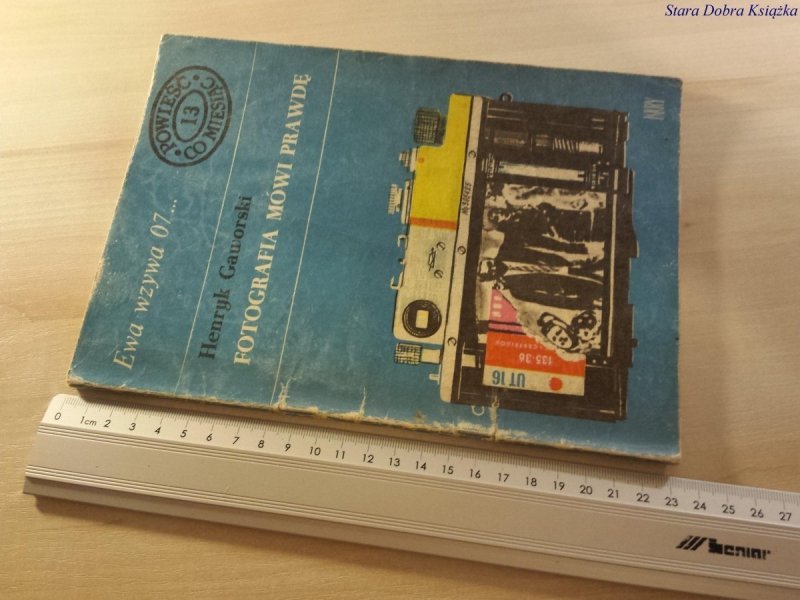 Stara Dobra Książka
POWIEŚĆ
13
CO MIESIĄC
Ewa wzywa 07...
Henryk Gaworski
FOTOGRAFIA MÓWI PRAWDĘ
ISKRY
135-36
UT16
0 1cm 2 3 4 5 6 7 8 9 10 11 12 13 14 15 16 17 18 19 20 21 22 23 24 25 26 27